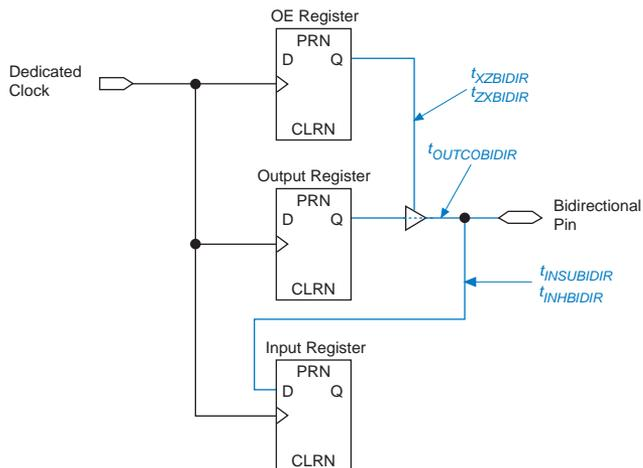 OE Register
PRN
D Q
CLRN
Dedicated
Clock
tXZBIDIR
tZXBIDIR
tOUTCOBIDIR
Output Register
PRN
D Q
CLRN
Bidirectional
Pin
tINSUBIDIR
tINHBIDIR
Input Register
PRN
D Q
CLRN